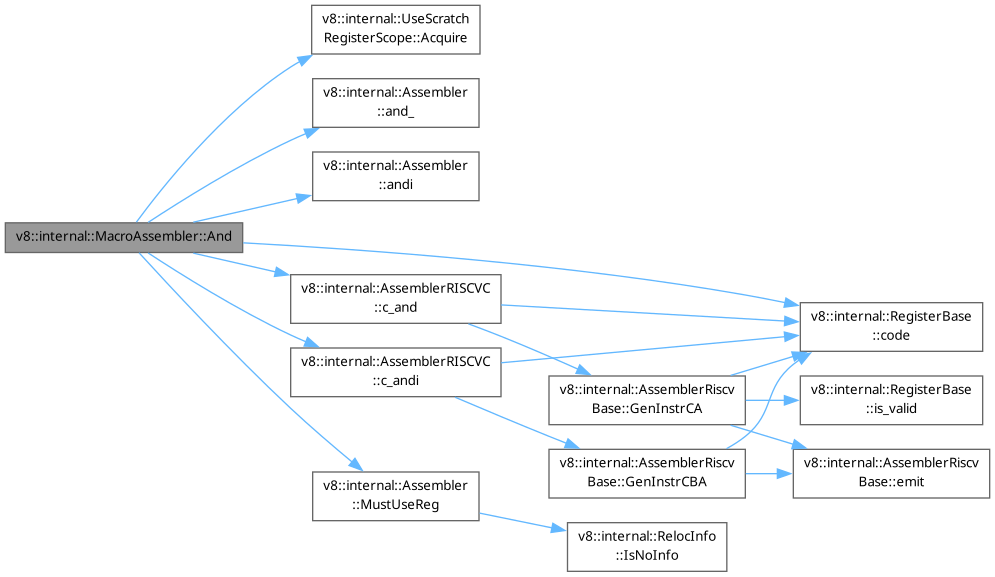 v8::internal::UseScratch
RegisterScope::Acquire
v8::internal::Assembler
::and_
v8::internal::Assembler
::andi
v8::internal::MacroAssembler::And
v8::internal::AssemblerRISCVC
::c_and
v8::internal::RegisterBase
::code
v8::internal::AssemblerRISCVC
::c_andi
v8::internal::AssemblerRiscv
Base::GenInstrCA
v8::internal::RegisterBase
::is_valid
v8::internal::AssemblerRiscv
Base::GenInstrCBA
v8::internal::AssemblerRiscv
Base::emit
v8::internal::Assembler
::MustUseReg
v8::internal::RelocInfo
::IsNoInfo